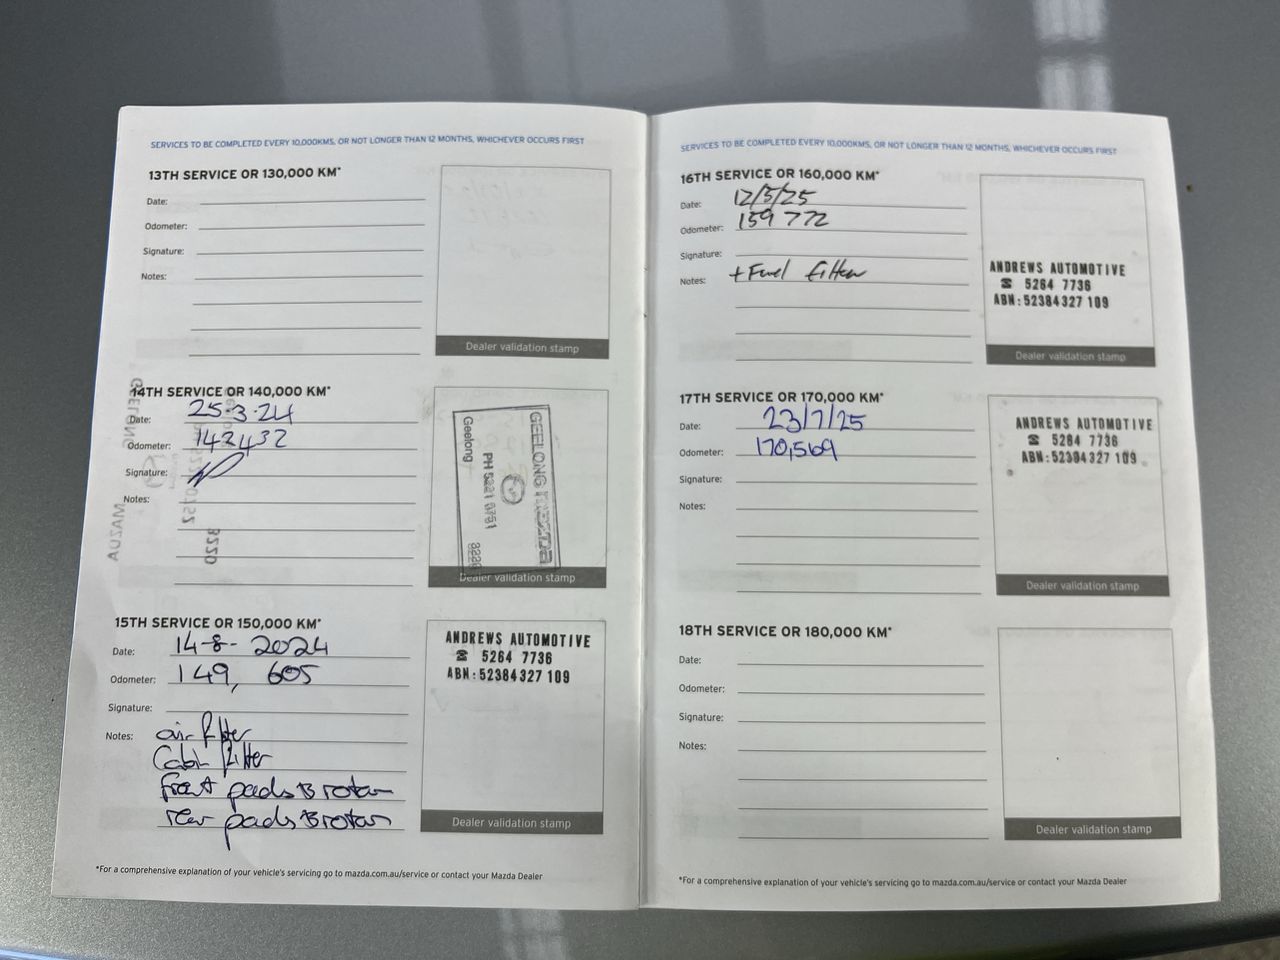 SERVICES TO BE COMPLETED EVERY 10,000KMS, OR NOT LONGER THAN 12 MONTHS, WHICHEVER OCCURS FIRST
13TH SERVICE OR 130,000 KM*
Date:
Odometer:
Signature:
Notes:
Dealer validation stamp
14TH SERVICE OR 140,000 KM*
Date: 25-3-24
Odometer: 142432
Signature:
Notes:
GEELONG MAZDA
PH 5221 0751
Geelong
Dealer validation stamp
15TH SERVICE OR 150,000 KM*
Date: 14-8-2024
Odometer: 149, 605
Signature:
Notes: air filter
Cabin filter
front pads & rotors
rear pads & rotors
ANDREWS AUTOMOTIVE
☎ 5264 7736
ABN:52384327 109
Dealer validation stamp
*For a comprehensive explanation of your vehicle's servicing go to mazda.com.au/service or contact your Mazda Dealer
SERVICES TO BE COMPLETED EVERY 10,000KMS, OR NOT LONGER THAN 12 MONTHS, WHICHEVER OCCURS FIRST
16TH SERVICE OR 160,000 KM*
Date: 12/5/25
Odometer: 159 772
Signature:
Notes: + Fuel filter
ANDREWS AUTOMOTIVE
☎ 5264 7736
ABN:52384327 109
Dealer validation stamp
17TH SERVICE OR 170,000 KM*
Date: 23/7/25
Odometer: 170,569
Signature:
Notes:
ANDREWS AUTOMOTIVE
☎ 5264 7736
ABN:52384327 109
Dealer validation stamp
18TH SERVICE OR 180,000 KM*
Date:
Odometer:
Signature:
Notes:
Dealer validation stamp
*For a comprehensive explanation of your vehicle's servicing go to mazda.com.au/service or contact your Mazda Dealer